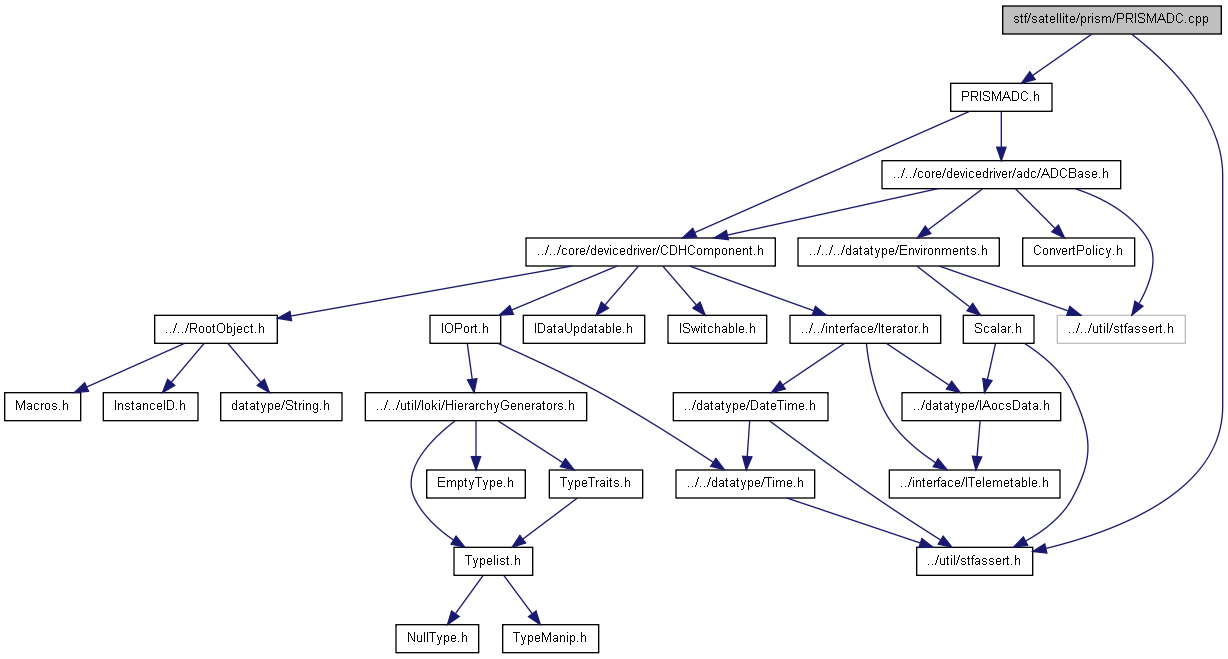 stf/satellite/prism/PRISMADC.cpp
PRISMADC.h
../../core/devicedriver/adc/ADCBase.h
../../core/devicedriver/CDHComponent.h
../../../datatype/Environments.h
ConvertPolicy.h
../../RootObject.h
IOPort.h
IDataUpdatable.h
ISwitchable.h
../../interface/Iterator.h
Scalar.h
../../util/stfassert.h
Macros.h
InstanceID.h
datatype/String.h
../../util/loki/HierarchyGenerators.h
../datatype/DateTime.h
../datatype/IAocsData.h
EmptyType.h
TypeTraits.h
../../datatype/Time.h
../interface/ITelemetable.h
Typelist.h
../util/stfassert.h
NullType.h
TypeManip.h